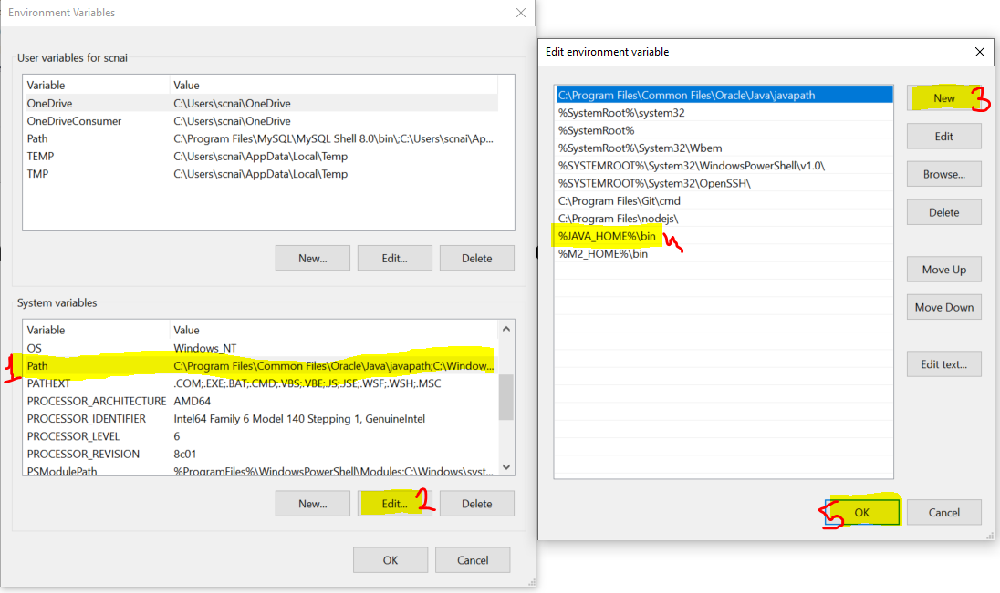 Environment Variables
User variables for scnai
Variable Value
OneDrive C:\Users\scnai\OneDrive
OneDriveConsumer C:\Users\scnai\OneDrive
Path C:\Program Files\MySQL\MySQL Shell 8.0\bin\;C:\Users\scnai\Ap...
TEMP C:\Users\scnai\AppData\Local\Temp
TMP C:\Users\scnai\AppData\Local\Temp
New... Edit... Delete
System variables
Variable Value
OS Windows_NT
1 Path C:\Program Files\Common Files\Oracle\Java\javapath;C:\Window...
PATHEXT .COM;.EXE;.BAT;.CMD;.VBS;.VBE;.JS;.JSE;.WSF;.WSH;.MSC
PROCESSOR_ARCHITECTURE AMD64
PROCESSOR_IDENTIFIER Intel64 Family 6 Model 140 Stepping 1, GenuineIntel
PROCESSOR_LEVEL 6
PROCESSOR_REVISION 8c01
PSModulePath %ProgramFiles%\WindowsPowerShell\Modules;C:\Windows\syst...
New... Edit... 2 Delete
OK Cancel
Edit environment variable
C:\Program Files\Common Files\Oracle\Java\javapath
%SystemRoot%\system32
%SystemRoot%
%SystemRoot%\System32\Wbem
%SYSTEMROOT%\System32\WindowsPowerShell\v1.0\
%SYSTEMROOT%\System32\OpenSSH\
C:\Program Files\Git\cmd
C:\Program Files\nodejs\
%JAVA_HOME%\bin
%M2_HOME%\bin
New 3
Edit
Browse...
Delete
Move Up
Move Down
Edit text...
5 OK Cancel